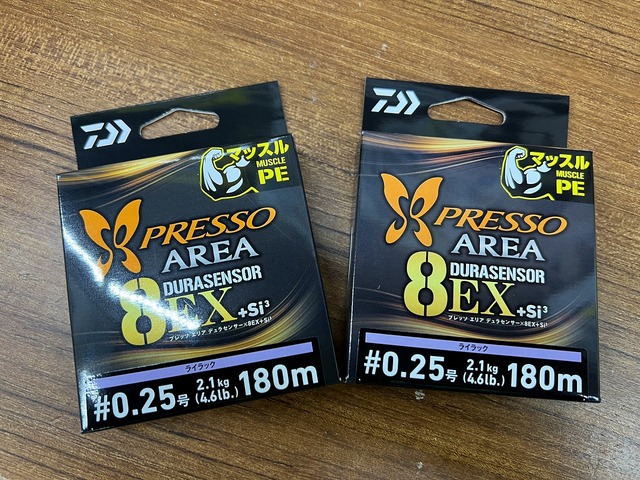 マッスル
MUSCLE
PE
PRESSO
AREA
DURASENSOR
8EX+Si³
プレッソ エリア デュラセンサー×8EX+Si³
ライラック
#0.25号 2.1kg (4.6lb.) 180m
マッスル
MUSCLE
PE
PRESSO
AREA
DURASENSOR
8EX+Si³
プレッソ エリア デュラセンサー×8EX+Si³
ライラック
#0.25号 2.1kg (4.6lb.) 180m